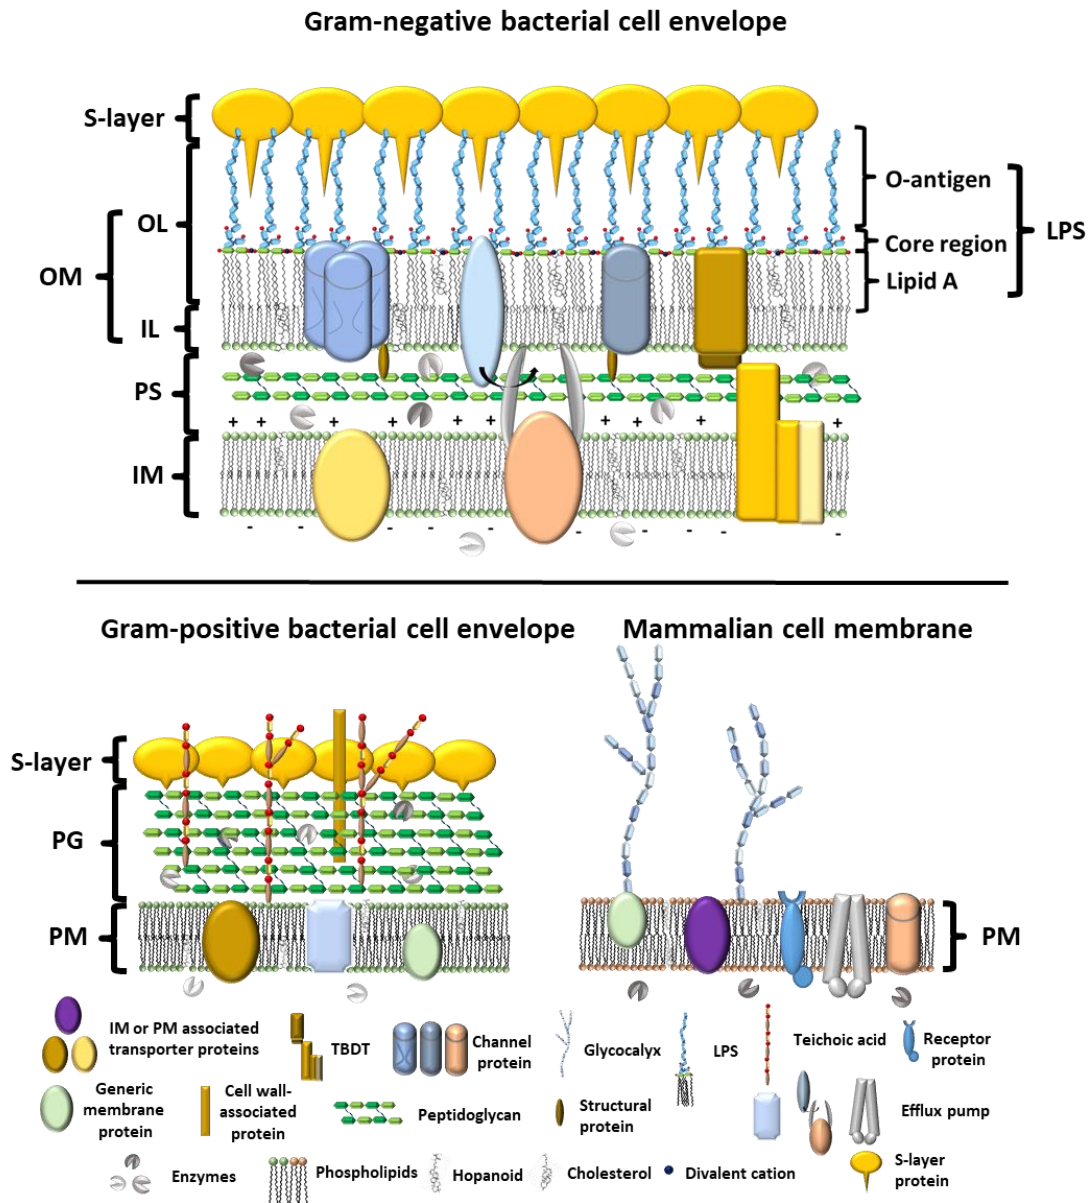 Gram-negative bacterial cell envelope
S-layer
OL
OM
IL
PS
IM
O-antigen
Core region
Lipid A
LPS
+ + + + + + + + + +
- - - - - - - - - -
Gram-positive bacterial cell envelope
Mammalian cell membrane
S-layer
PG
PM
PM
IM or PM associated
transporter proteins
TBDT
Channel
protein
Glycocalyx
LPS
Teichoic acid
Receptor
protein
Generic
membrane
protein
Cell wall-
associated
protein
Peptidoglycan
Structural
protein
Efflux pump
Enzymes
Phospholipids
Hopanoid
Cholesterol
Divalent cation
S-layer
protein